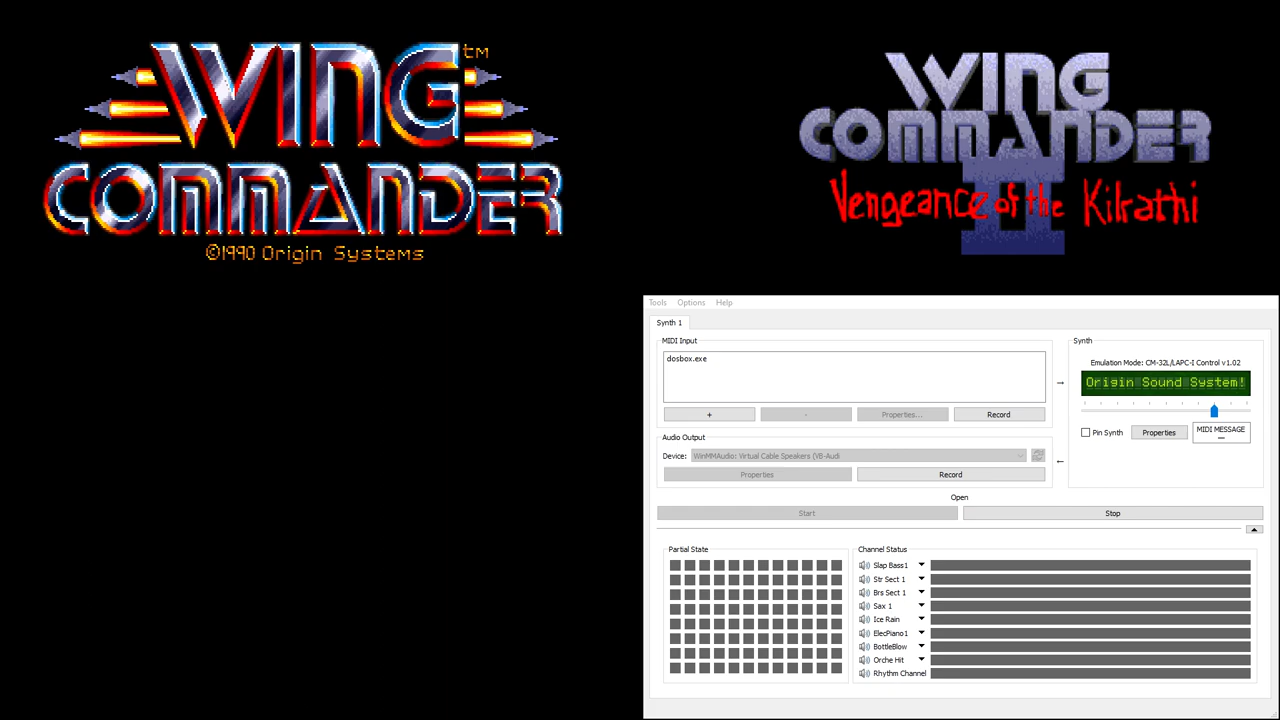 WING TM
COMMANDER
©1990 Origin Systems
WING
COMMANDER
II
Vengeance of the Kilrathi
Tools Options Help
Synth 1
MIDI Input
dosbox.exe
+ - Properties... Record
Audio Output
Device: WinMMAudio: Virtual Cable Speakers (VB-Audi
Properties Record
Synth
Emulation Mode: CM-32L/LAPC-I Control v1.02
Origin Sound System!
Pin Synth Properties MIDI MESSAGE
Open
Start Stop
Partial State
Channel Status
Slap Bass1
Str Sect 1
Brs Sect 1
Sax 1
Ice Rain
ElecPiano1
BottleBlow
Orche Hit
Rhythm Channel